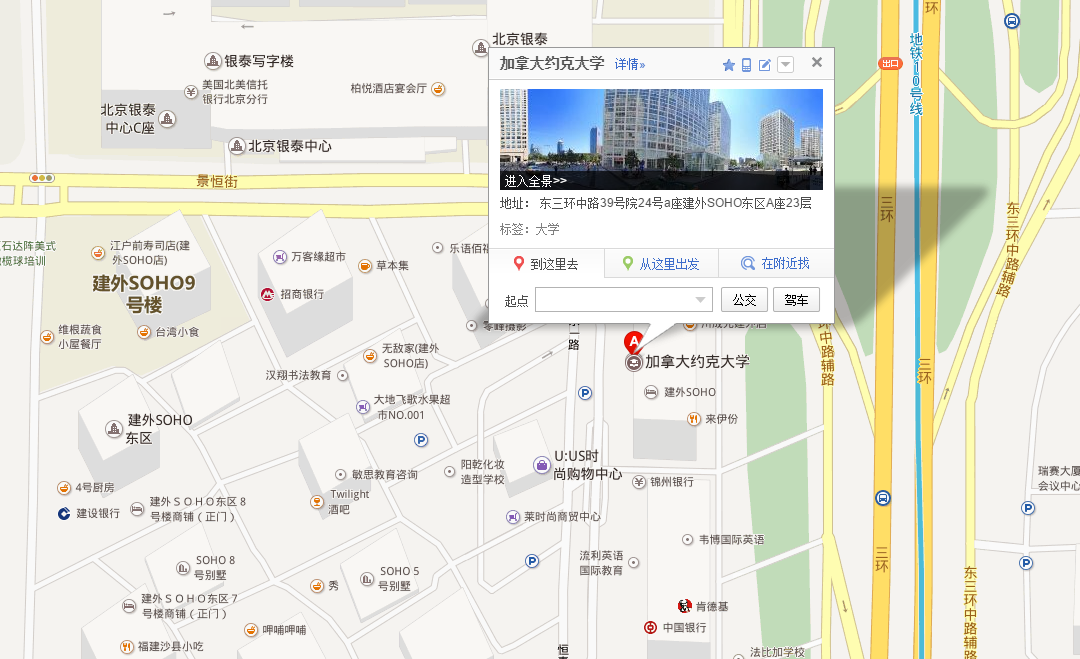 北京银泰
银泰写字楼
美国北美信托
银行北京分行
柏悦酒店宴会厅
北京银泰
中心C座
北京银泰中心
景恒街
加拿大约克大学
详情»
进入全景>>
地址： 东三环中路39号院24号a座建外SOHO东区A座23层
标签：大学
到这里去
从这里出发
在附近找
起点
公交
驾车
出口
地铁10号线
三环
三环
三环
三环
东三环中路辅路
环中路辅路
东三环中路辅路
石达阵美式
橄榄球培训
江户前寿司店(建
外SOHO店)
建外SOHO9
号楼
万客缘超市
草本集
乐语佰福
招商银行
零峰摄影
维根蔬食
小屋餐厅
台湾小食
无敌家(建外
SOHO店)
汉翔书法教育
大地飞歌水果超
市NO.001
A
加拿大约克大学
建外SOHO
来伊份
建外SOHO
东区
P
P
敏思教育咨询
阳乾化妆
造型学校
U:US时
尚购物中心
锦州银行
瑞赛大厦
会议中心
4号厨房
建设银行
建外ＳＯＨＯ东区８
号楼商铺（正门）
Twilight
酒吧
莱时尚商贸中心
P
韦博国际英语
流利英语
国际教育
P
P
SOHO 8
号别墅
SOHO 5
号别墅
秀
建外ＳＯＨＯ东区７
号楼商铺（正门）
呷哺呷哺
福建沙县小吃
肯德基
中国银行
法比加学校
路
恒